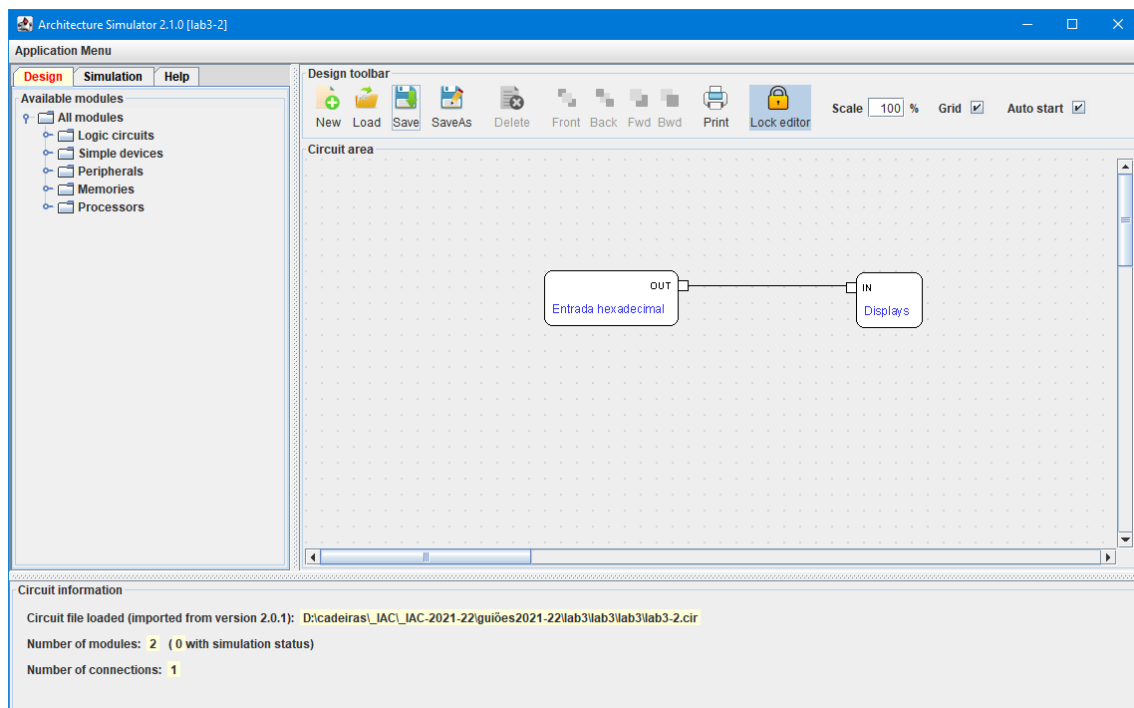 Architecture Simulator 2.1.0 [lab3-2]
Application Menu
Design Simulation Help
Available modules
All modules
Logic circuits
Simple devices
Peripherals
Memories
Processors
Design toolbar
New Load Save SaveAs Delete Front Back Fwd Bwd Print Lock editor Scale 100 % Grid Auto start
Circuit area
OUT
Entrada hexadecimal
IN
Displays
Circuit information
Circuit file loaded (imported from version 2.0.1): D:\cadeiras\_IAC\_IAC-2021-22\guiões2021-22\lab3\lab3\lab3\lab3-2.cir
Number of modules: 2 ( 0 with simulation status)
Number of connections: 1